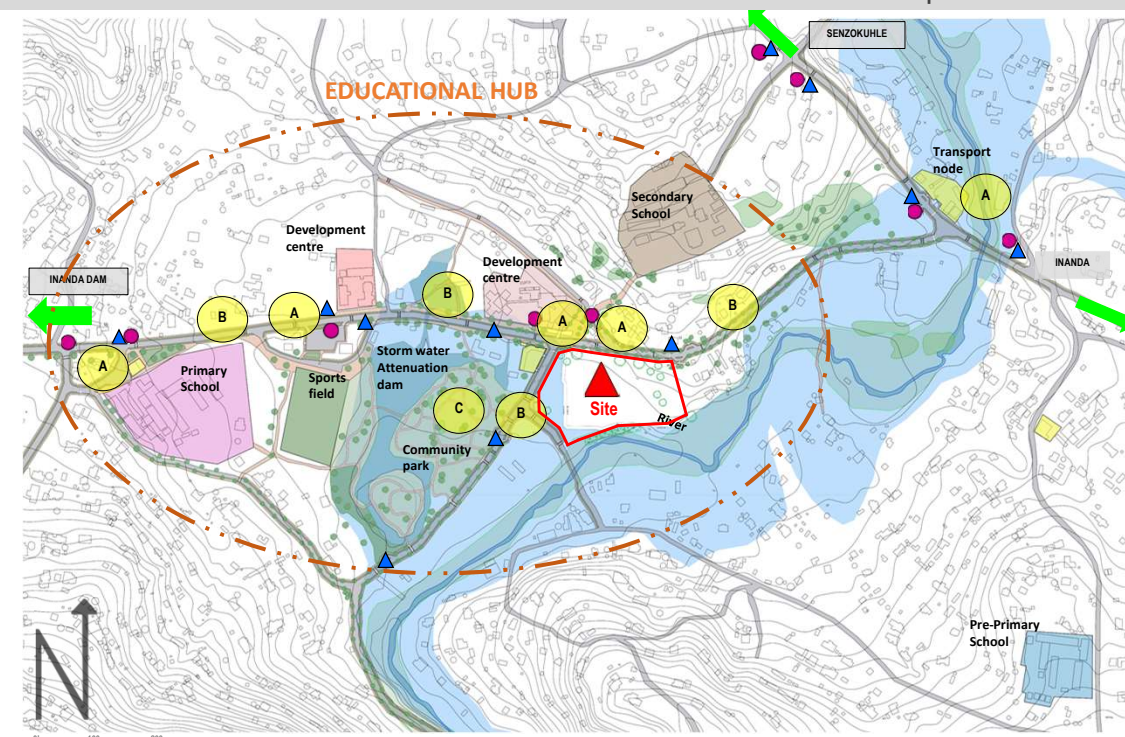 SENZOKUHLE
EDUCATIONAL HUB
Transport
node
A
Secondary
School
Development
centre
Development
centre
INANDA
INANDA DAM
B
B
A
B
A
A
Storm water
Attenuation
dam
A
Primary
School
Sports
field
C
B
Site
River
Community
park
Pre-Primary
School
N